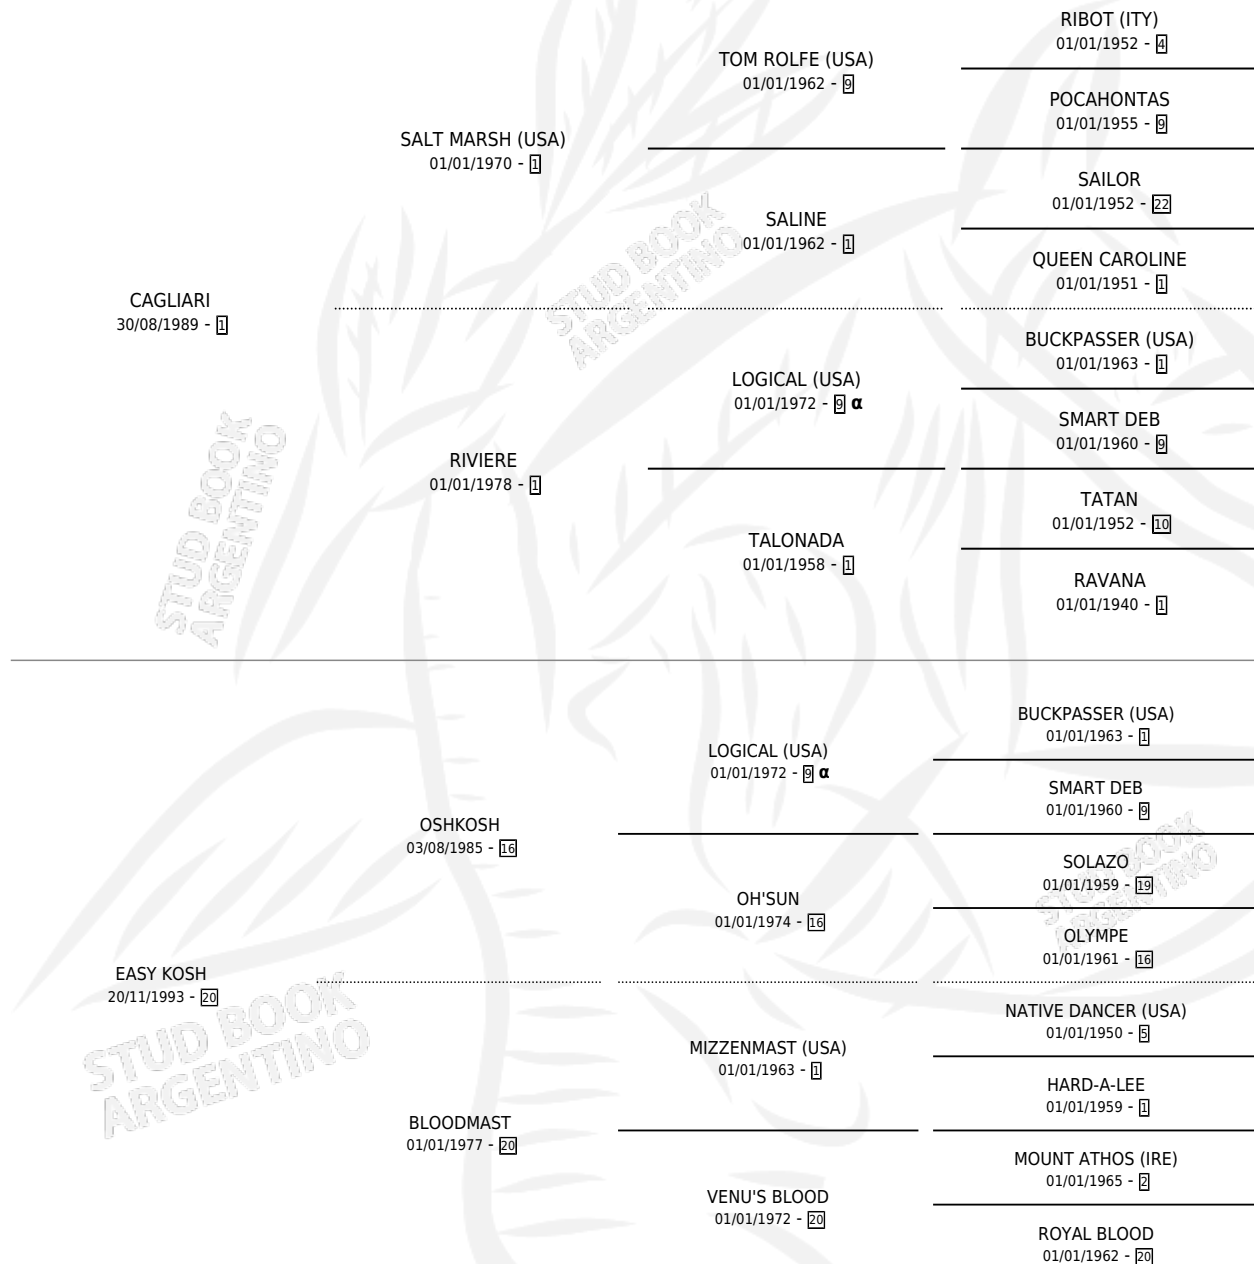 RIBOT (ITY)
01/01/1952 - 4
TOM ROLFE (USA)
01/01/1962 - 9
POCAHONTAS
01/01/1955 - 9
SALT MARSH (USA)
01/01/1970 - 1
SAILOR
01/01/1952 - 22
SALINE
01/01/1962 - 1
QUEEN CAROLINE
01/01/1951 - 1
CAGLIARI
30/08/1989 - 1
BUCKPASSER (USA)
01/01/1963 - 1
LOGICAL (USA)
01/01/1972 - 9 α
SMART DEB
01/01/1960 - 9
RIVIERE
01/01/1978 - 1
TATAN
01/01/1952 - 10
TALONADA
01/01/1958 - 1
RAVANA
01/01/1940 - 1
BUCKPASSER (USA)
01/01/1963 - 1
LOGICAL (USA)
01/01/1972 - 9 α
SMART DEB
01/01/1960 - 9
OSHKOSH
03/08/1985 - 16
SOLAZO
01/01/1959 - 19
OH'SUN
01/01/1974 - 16
OLYMPE
01/01/1961 - 16
EASY KOSH
20/11/1993 - 20
NATIVE DANCER (USA)
01/01/1950 - 5
MIZZENMAST (USA)
01/01/1963 - 1
HARD-A-LEE
01/01/1959 - 1
BLOODMAST
01/01/1977 - 20
MOUNT ATHOS (IRE)
01/01/1965 - 2
VENU'S BLOOD
01/01/1972 - 20
ROYAL BLOOD
01/01/1962 - 20
STUD BOOK
ARGENTINO
STUD BOOK
ARGENTINO
STUD BOOK
ARGENTINO
STUD BOOK
ARGENTINO